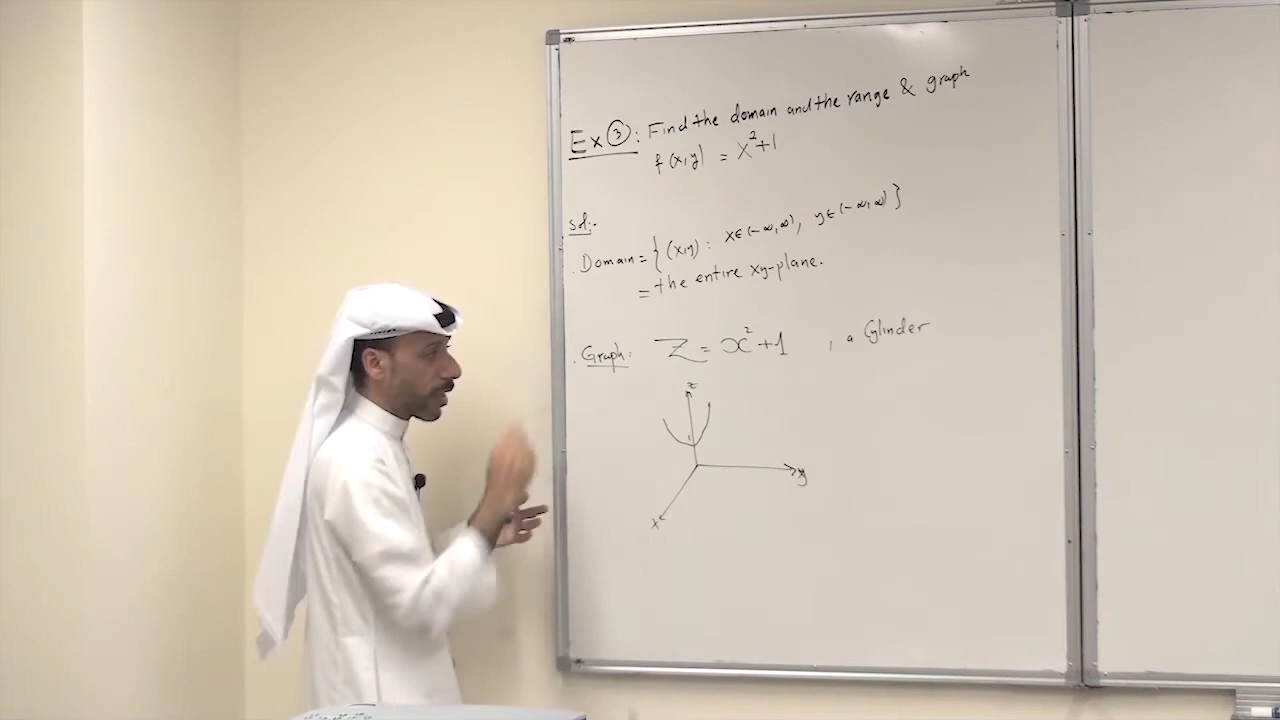 Ex ③: Find the domain and the range & graph
f(x,y) = x²+1
Sol:-
. Domain = {(x,y) : x∈(-∞,∞), y∈(-∞,∞)}
= the entire xy-plane.
. Graph: Z = x²+1 , a Cylinder
z
y
x